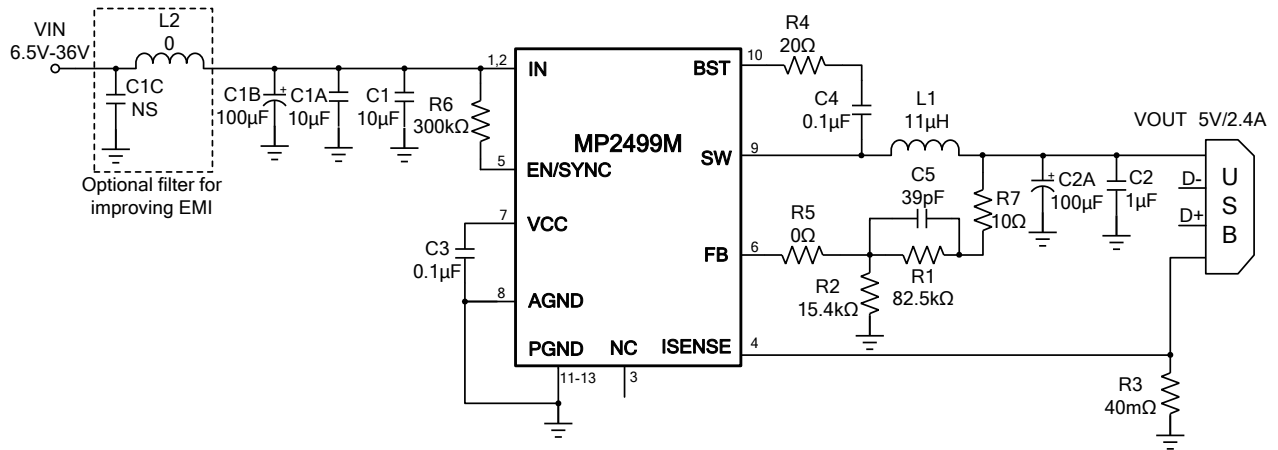 VIN
6.5V-36V
L2
0
C1C
NS
Optional filter for
improving EMI
C1B
100µF
+
C1A
10µF
C1
10µF
R6
300kΩ
1,2
IN
5
EN/SYNC
7
VCC
C3
0.1µF
8
AGND
PGND
11-13
NC
3
MP2499M
BST
10
R4
20Ω
C4
0.1µF
SW
9
L1
11µH
FB
6
R5
0Ω
C5
39pF
R1
82.5kΩ
R2
15.4kΩ
R7
10Ω
ISENSE
4
C2A
100µF
+
C2
1µF
VOUT 5V/2.4A
D-
D+
U
S
B
R3
40mΩ